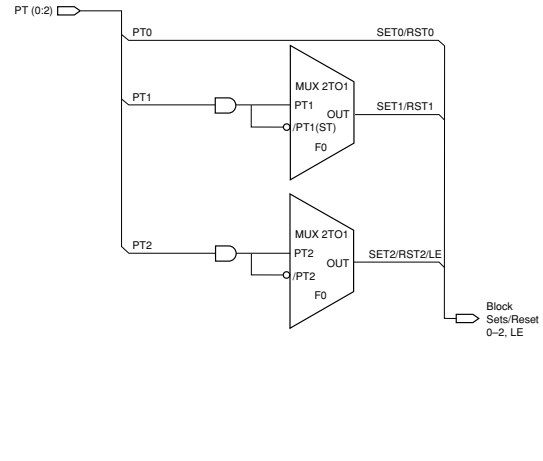 PT (0:2)
PT0
SET0/RST0
MUX 2TO1
PT1
PT1
OUT
SET1/RST1
/PT1(ST)
F0
MUX 2TO1
PT2
PT2
OUT
SET2/RST2/LE
/PT2
F0
Block
Sets/Reset
0–2, LE